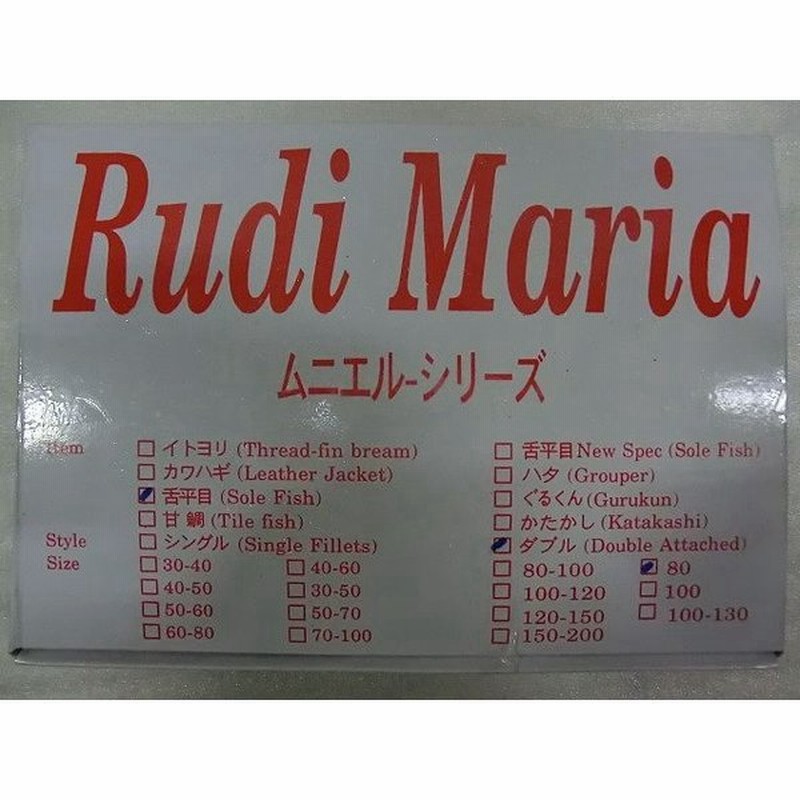 Rudi Maria
ムニエル-シリーズ
Item
□ イトヨリ (Thread-fin bream)
□ 舌平目New Spec (Sole Fish)
□ カワハギ (Leather Jacket)
□ ハタ (Grouper)
☑ 舌平目 (Sole Fish)
□ ぐるくん(Gurukun)
□ 甘 鯛 (Tile fish)
□ かたかし(Katakashi)
Style
□ シングル (Single Fillets)
☑ ダブル (Double Attached)
Size
□ 30-40 □ 40-60 □ 80-100 ☑ 80
□ 40-50 □ 30-50 □ 100-120 □ 100
□ 50-60 □ 50-70 □ 120-150 □ 100-130
□ 60-80 □ 70-100 □ 150-200